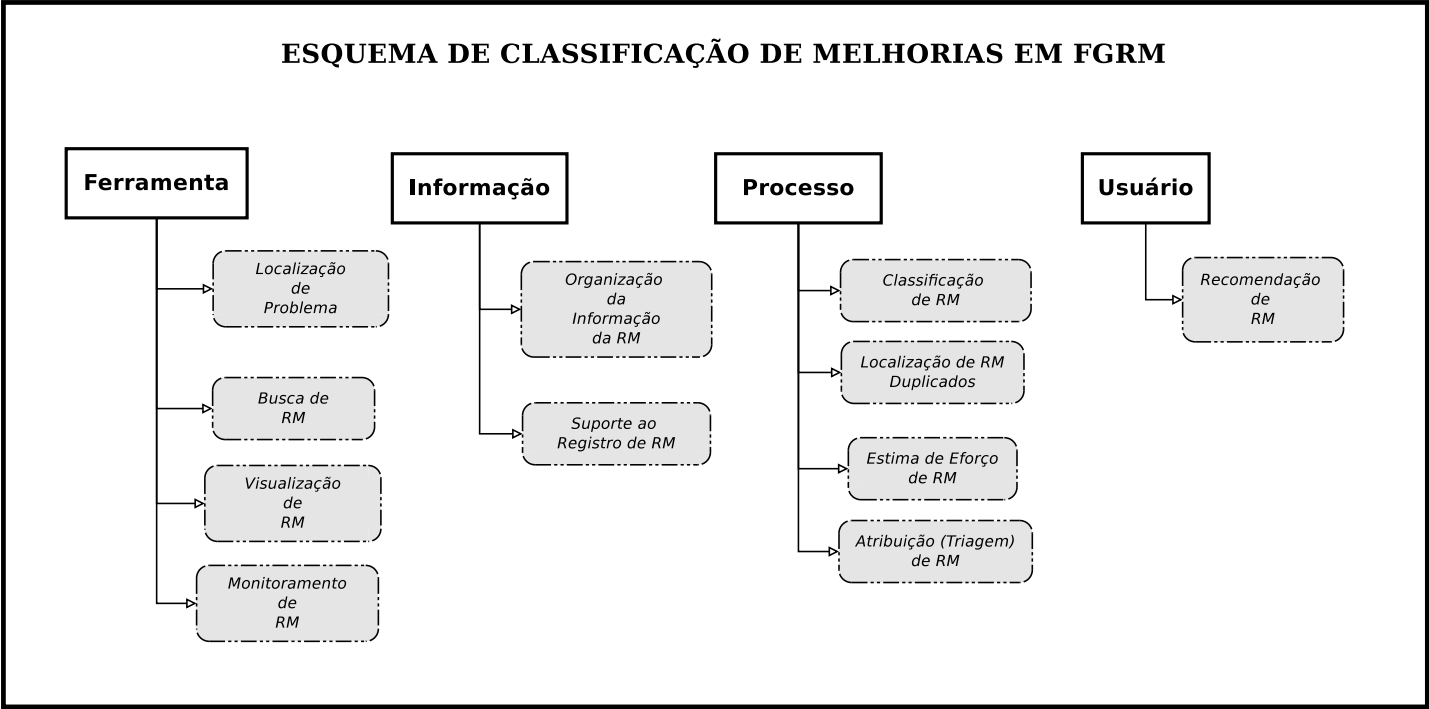 ESQUEMA DE CLASSIFICAÇÃO DE MELHORIAS EM FGRM
Ferramenta
Localização
de
Problema
Busca de
RM
Visualização
de
RM
Monitoramento
de
RM
Informação
Organização
da
Informação
da RM
Suporte ao
Registro de RM
Processo
Classificação
de RM
Localização de RM
Duplicados
Estima de Eforço
de RM
Atribuição (Triagem)
de RM
Usuário
Recomendação
de
RM